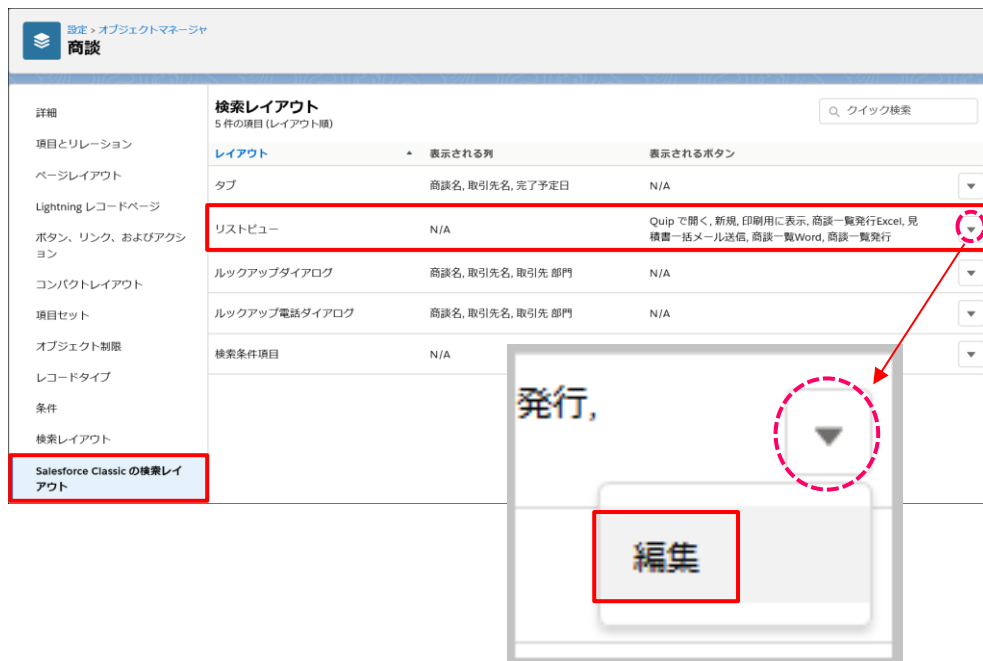 設定 > オブジェクトマネージャ
商談
詳細
項目とリレーション
ページレイアウト
Lightning レコードページ
ボタン、リンク、およびアクシ
ョン
コンパクトレイアウト
項目セット
オブジェクト制限
レコードタイプ
条件
検索レイアウト
Salesforce Classic の検索レイ
アウト
検索レイアウト
5 件の項目 (レイアウト順)
クイック検索
レイアウト 表示される列 表示されるボタン
タブ 商談名, 取引先名, 完了予定日 N/A
リストビュー N/A Quip で開く, 新規, 印刷用に表示, 商談一覧発行Excel, 見
積書一括メール送信, 商談一覧Word, 商談一覧発行
ルックアップダイアログ 商談名, 取引先名, 取引先 部門 N/A
ルックアップ電話ダイアログ 商談名, 取引先名, 取引先 部門 N/A
検索条件項目 N/A
発行,
編集